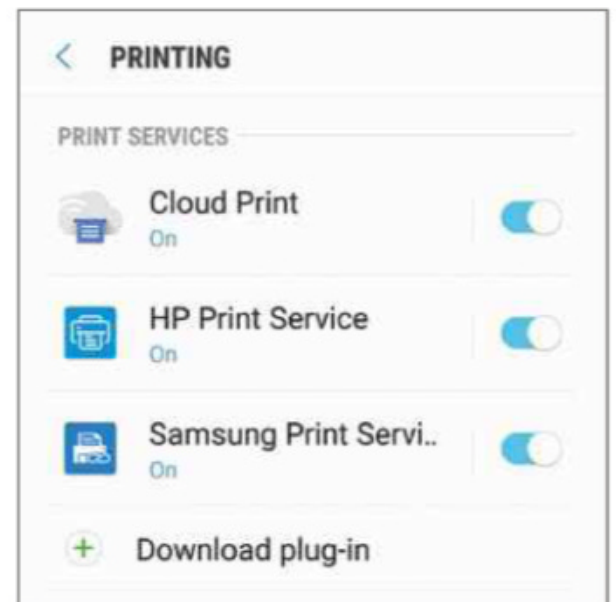 PRINTING
PRINT SERVICES
Cloud Print
On
HP Print Service
On
Samsung Print Servi..
On
Download plug-in